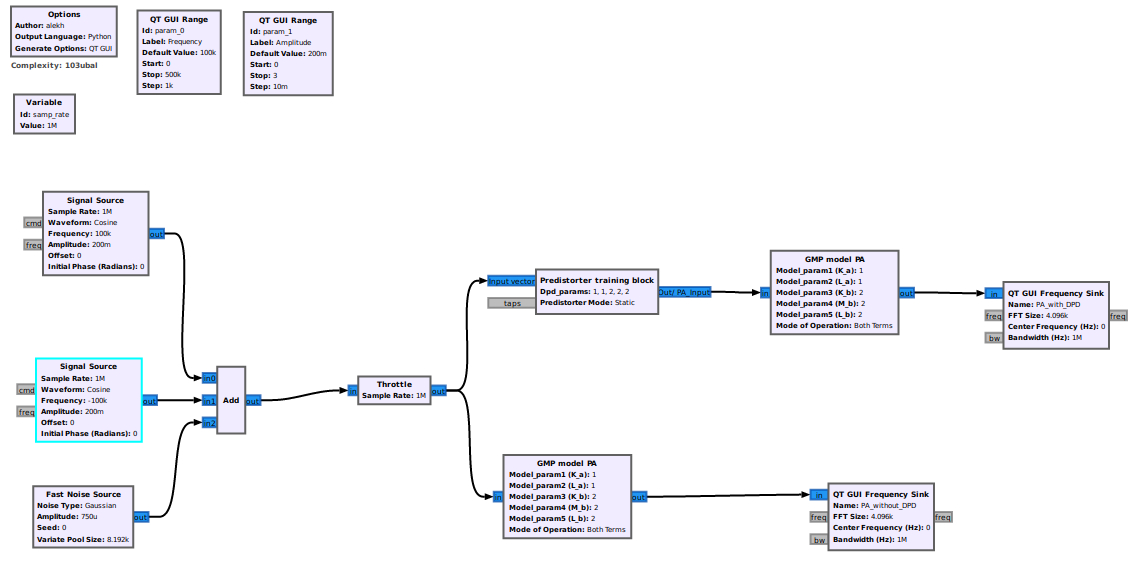 Options
Author: alekh
Output Language: Python
Generate Options: QT GUI
Complexity: 103ubal
QT GUI Range
Id: param_0
Label: Frequency
Default Value: 100k
Start: 0
Stop: 500k
Step: 1k
QT GUI Range
Id: param_1
Label: Amplitude
Default Value: 200m
Start: 0
Stop: 3
Step: 10m
Variable
Id: samp_rate
Value: 1M
Signal Source
Sample Rate: 1M
Waveform: Cosine
Frequency: 100k
Amplitude: 200m
Offset: 0
Initial Phase (Radians): 0
cmd
freq
out
Signal Source
Sample Rate: 1M
Waveform: Cosine
Frequency: -100k
Amplitude: 200m
Offset: 0
Initial Phase (Radians): 0
cmd
freq
out
Fast Noise Source
Noise Type: Gaussian
Amplitude: 750u
Seed: 0
Variate Pool Size: 8.192k
out
in0
in1
in2
Add
out
in
Throttle
Sample Rate: 1M
out
Input vector
taps
Predistorter training block
Dpd_params: 1, 1, 2, 2, 2
Predistorter Mode: Static
Out/ PA_Input
in
GMP model PA
Model_param1 (K_a): 1
Model_param2 (L_a): 1
Model_param3 (K_b): 2
Model_param4 (M_b): 2
Model_param5 (L_b): 2
Mode of Operation: Both Terms
out
in
freq
bw
QT GUI Frequency Sink
Name: PA_with_DPD
FFT Size: 4.096k
Center Frequency (Hz): 0
Bandwidth (Hz): 1M
freq
in
GMP model PA
Model_param1 (K_a): 1
Model_param2 (L_a): 1
Model_param3 (K_b): 2
Model_param4 (M_b): 2
Model_param5 (L_b): 2
Mode of Operation: Both Terms
out
in
freq
bw
QT GUI Frequency Sink
Name: PA_without_DPD
FFT Size: 4.096k
Center Frequency (Hz): 0
Bandwidth (Hz): 1M
freq